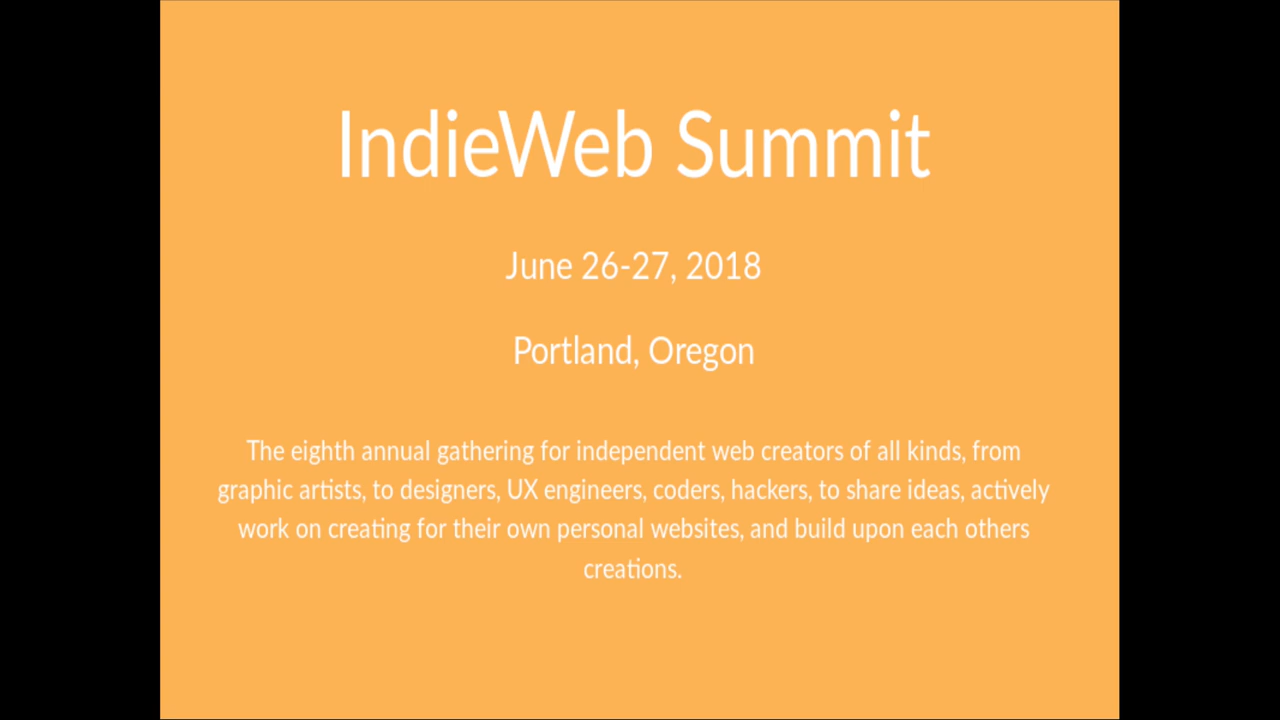 IndieWeb Summit
June 26-27, 2018
Portland, Oregon
The eighth annual gathering for independent web creators of all kinds, from
graphic artists, to designers, UX engineers, coders, hackers, to share ideas, actively
work on creating for their own personal websites, and build upon each others
creations.